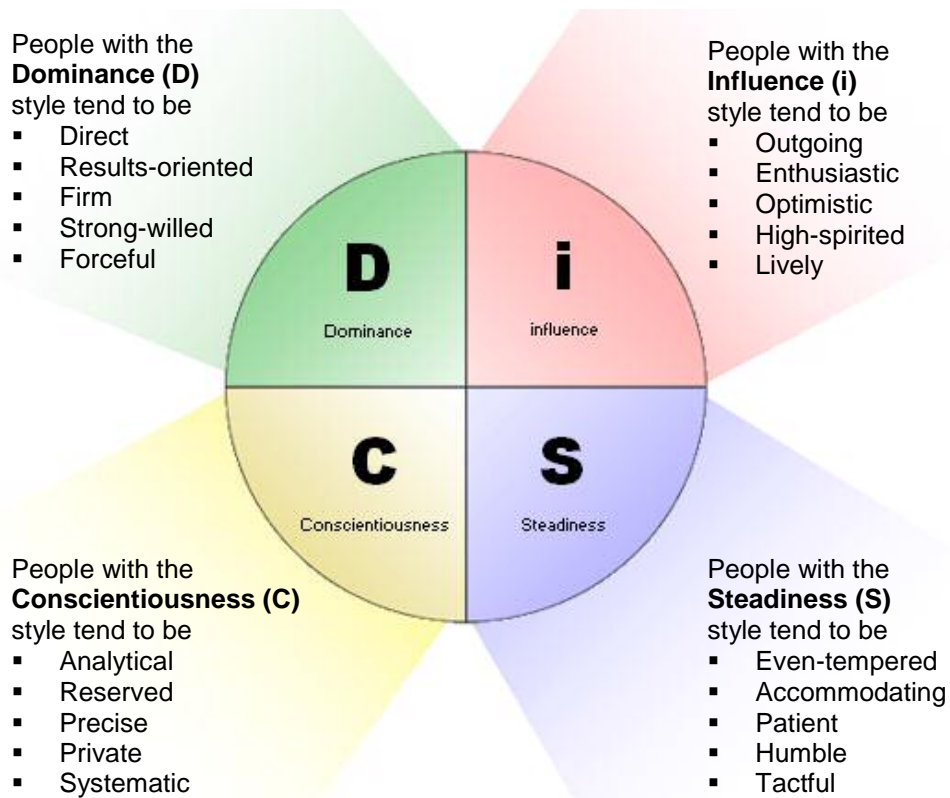 People with the
Dominance (D)
style tend to be
▪ Direct
▪ Results-oriented
▪ Firm
▪ Strong-willed
▪ Forceful
People with the
Influence (i)
style tend to be
▪ Outgoing
▪ Enthusiastic
▪ Optimistic
▪ High-spirited
▪ Lively
D
Dominance
i
influence
C
Conscientiousness
S
Steadiness
People with the
Conscientiousness (C)
style tend to be
▪ Analytical
▪ Reserved
▪ Precise
▪ Private
▪ Systematic
People with the
Steadiness (S)
style tend to be
▪ Even-tempered
▪ Accommodating
▪ Patient
▪ Humble
▪ Tactful